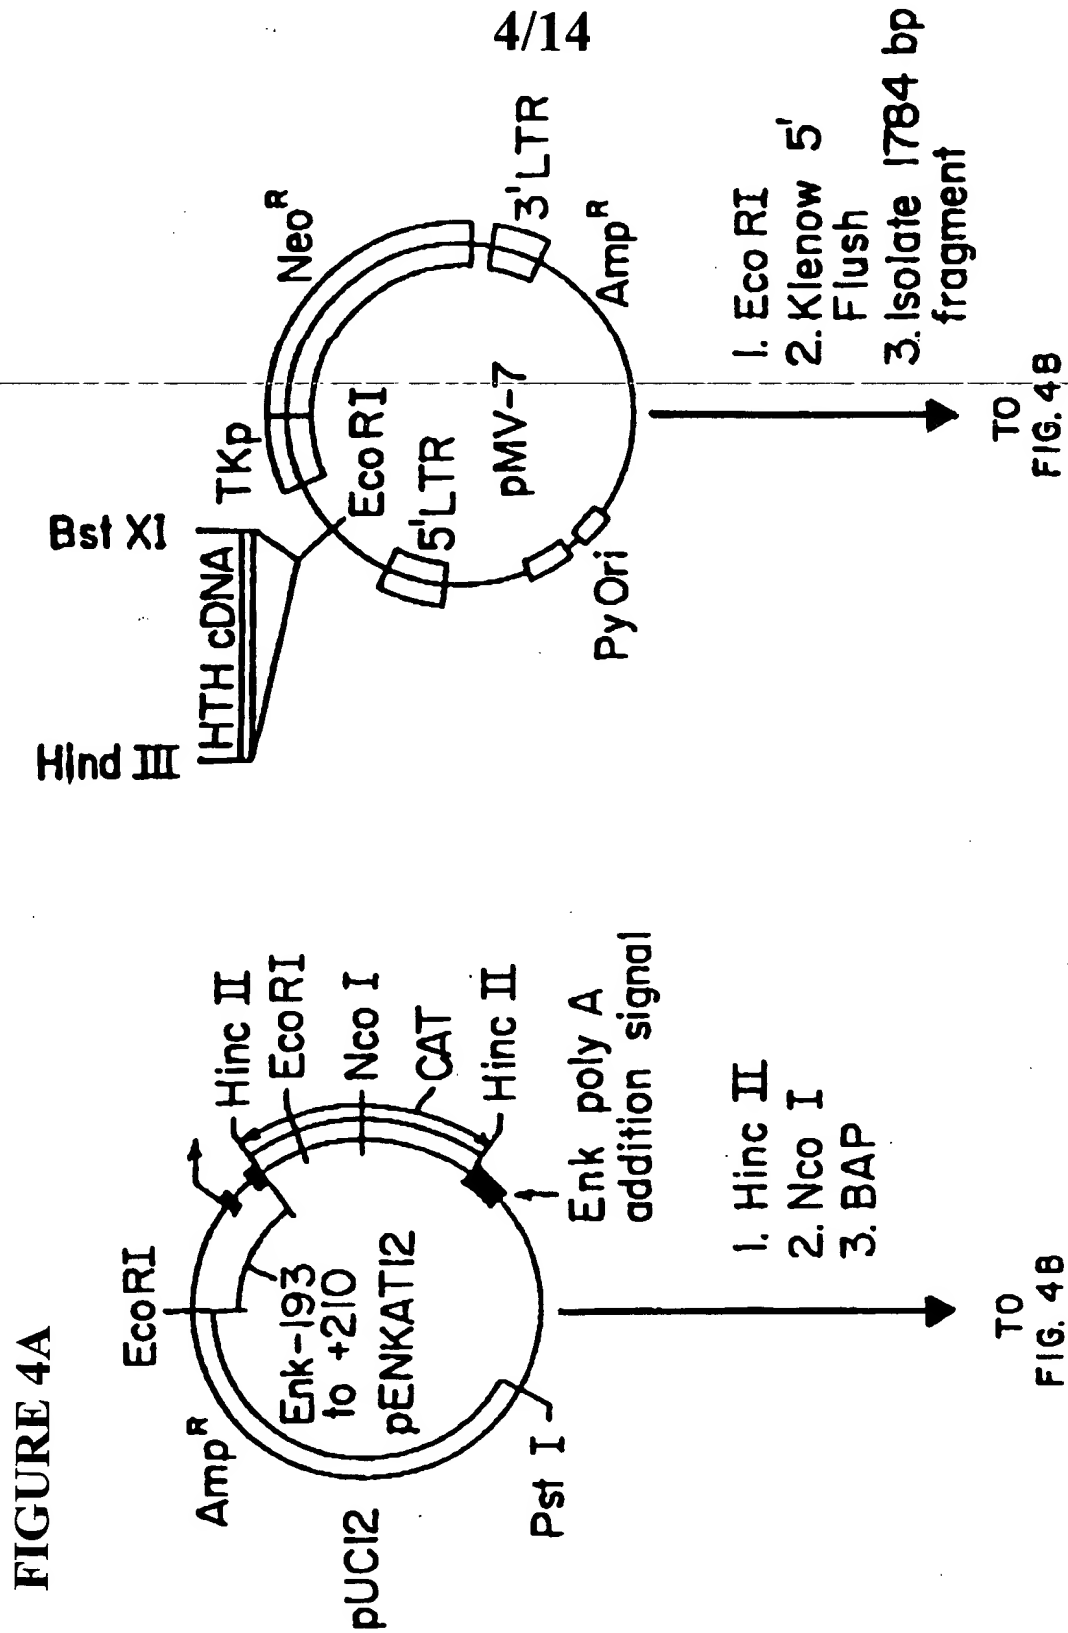 4/14
FIGURE 4A
EcoRI
Amp^R
pUC12
Enk-193
to +210
pENKAT12
Pst I
Hinc II
EcoRI
Nco I
CAT
Hinc II
Enk poly A
addition signal
1. Hinc II
2. Nco I
3. BAP
TO
FIG. 4B
Hind III
HTH cDNA
Bst XI
TKp
Neo^R
EcoRI
5'LTR
pMV-7
3'LTR
Amp^R
Py Ori
1. Eco RI
2. Klenow 5'
Flush
3. Isolate 1784 bp
fragment
TO
FIG. 4B